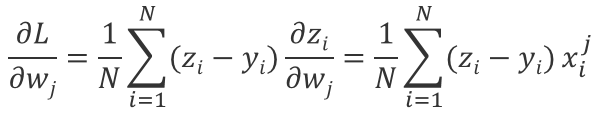 ∂L/∂w_j = 1/N ∑_{i=1}^{N} (z_i − y_i) ∂z_i/∂w_j = 1/N ∑_{i=1}^{N} (z_i − y_i) x_i^j